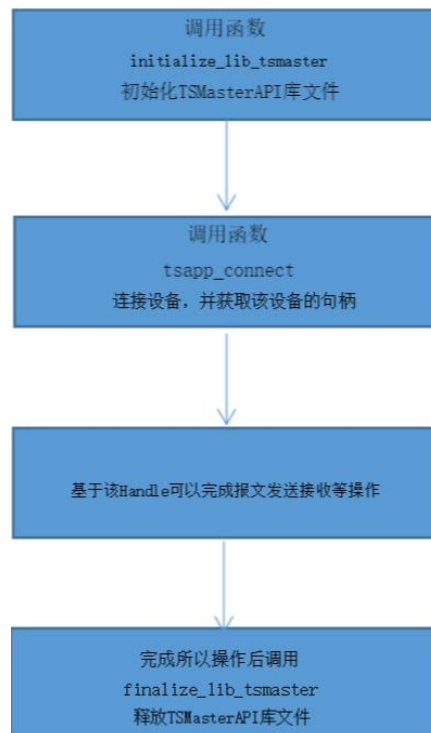 调用函数
initialize_lib_tsmaster
初始化TSMasterAPI库文件
调用函数
tsapp_connect
连接设备，并获取该设备的句柄
基于该Handle可以完成报文发送接收等操作
完成所以操作后调用
finalize_lib_tsmaster
释放TSMasterAPI库文件